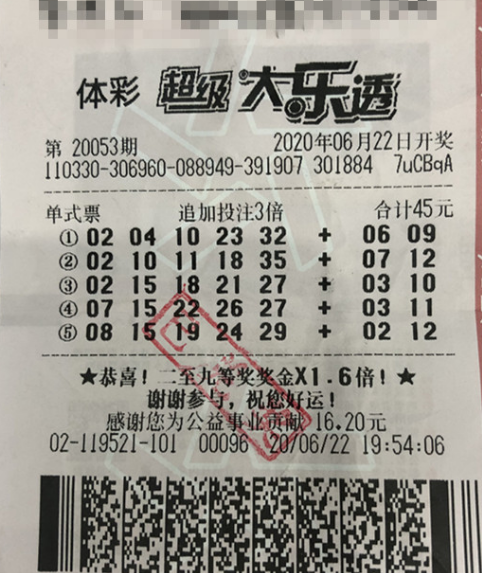 体彩 超级大乐透
第 20053期 2020年06月22日开奖
110330-306960-088949-391907 301884 7uCBqA
单式票 追加投注3倍 合计45元
① 02 04 10 23 32 + 06 09
② 02 10 11 18 35 + 07 12
③ 02 15 18 21 27 + 03 10
④ 07 15 22 26 27 + 03 11
⑤ 08 15 19 24 29 + 02 12
★恭喜！二至九等奖奖金X1.6倍！★
谢谢参与，祝您好运！
感谢您为公益事业贡献 16.20元
02-119521-101 00096 20/06/22 19:54:06